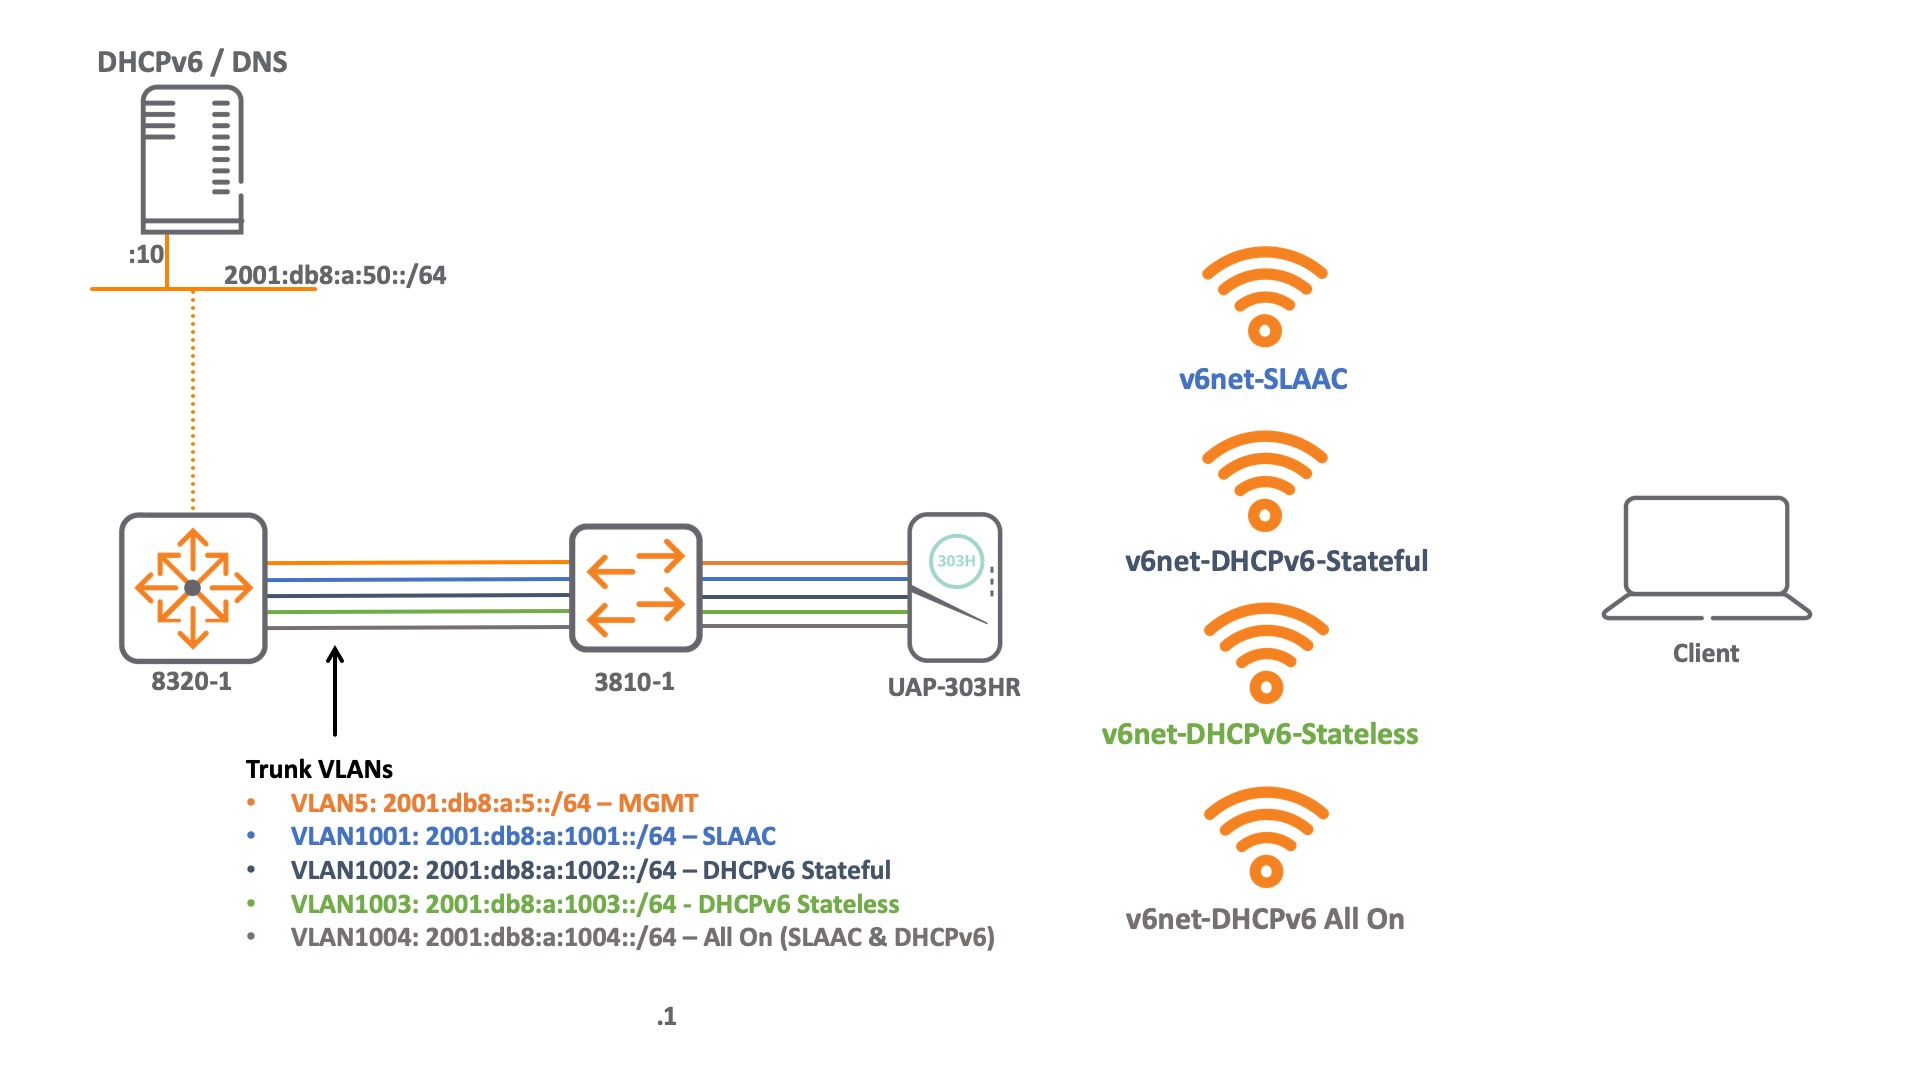 DHCPv6 / DNS
:10
2001:db8:a:50::/64
v6net-SLAAC
v6net-DHCPv6-Stateful
303H
8320-1
3810-1
UAP-303HR
Client
v6net-DHCPv6-Stateless
Trunk VLANs
• VLAN5: 2001:db8:a:5::/64 – MGMT
• VLAN1001: 2001:db8:a:1001::/64 – SLAAC
• VLAN1002: 2001:db8:a:1002::/64 – DHCPv6 Stateful
• VLAN1003: 2001:db8:a:1003::/64 - DHCPv6 Stateless
• VLAN1004: 2001:db8:a:1004::/64 – All On (SLAAC & DHCPv6)
v6net-DHCPv6 All On
.1